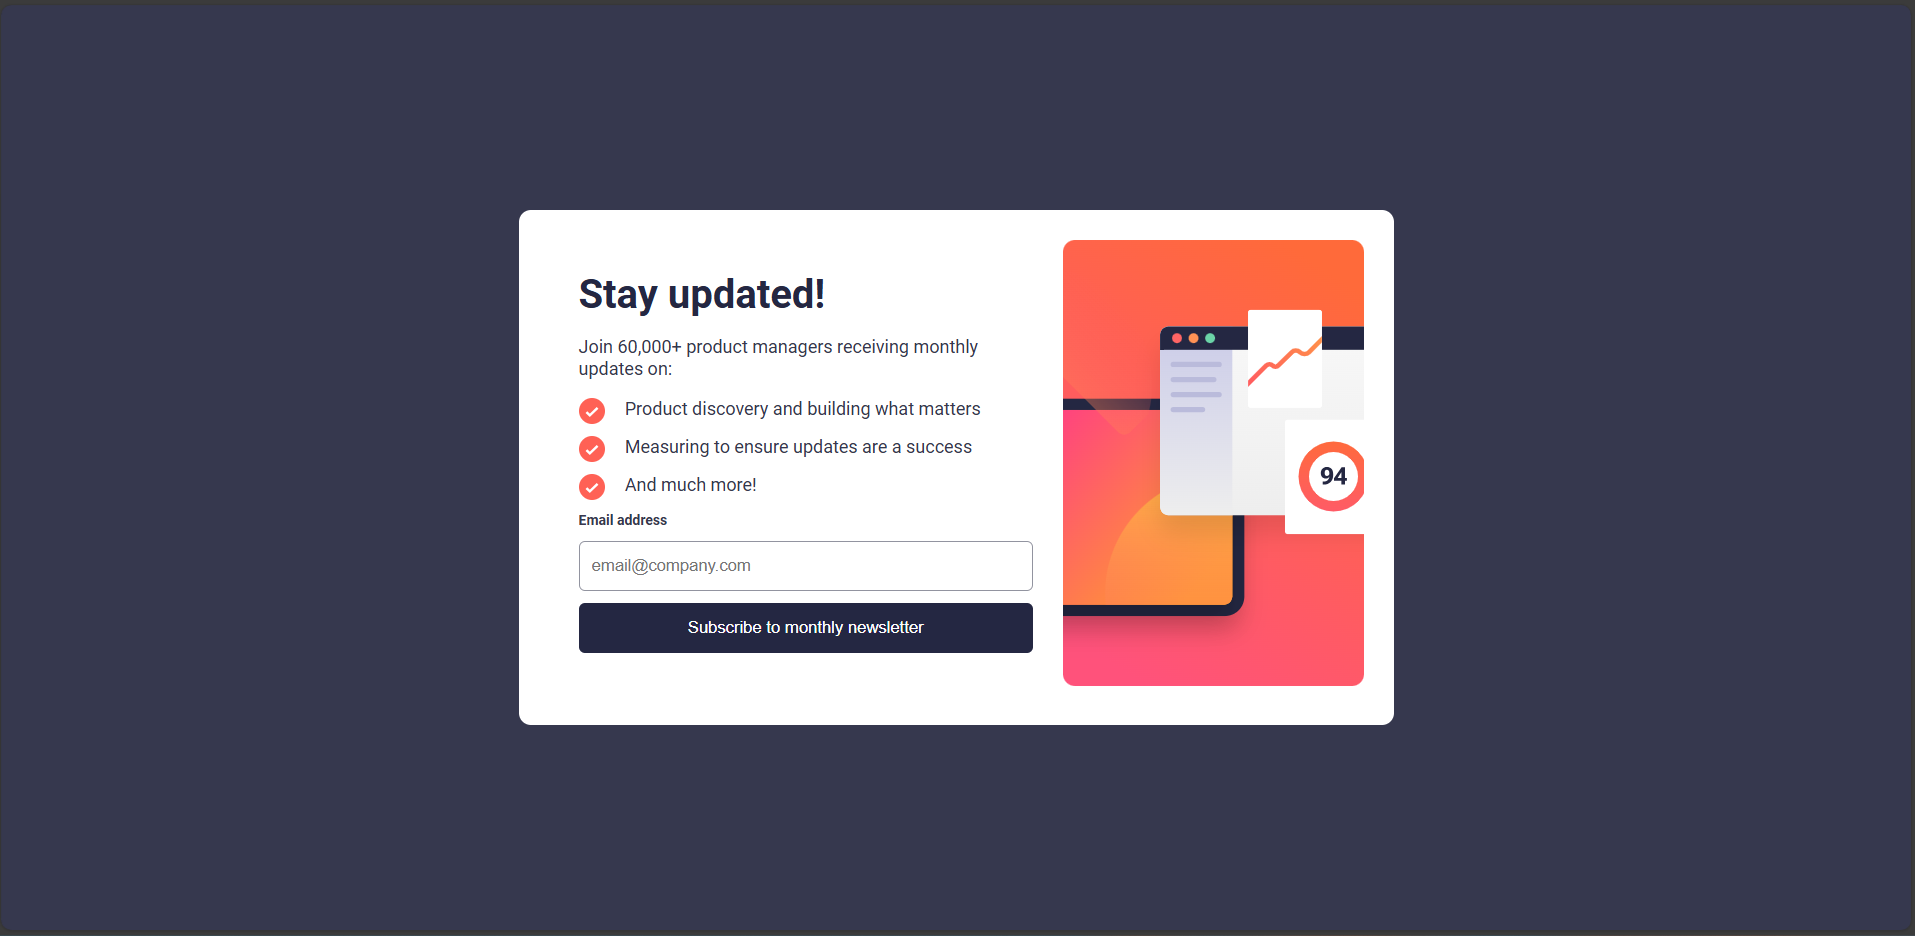 Stay updated!
Join 60,000+ product managers receiving monthly
updates on:
Product discovery and building what matters
Measuring to ensure updates are a success
And much more!
Email address
email@company.com
Subscribe to monthly newsletter
94